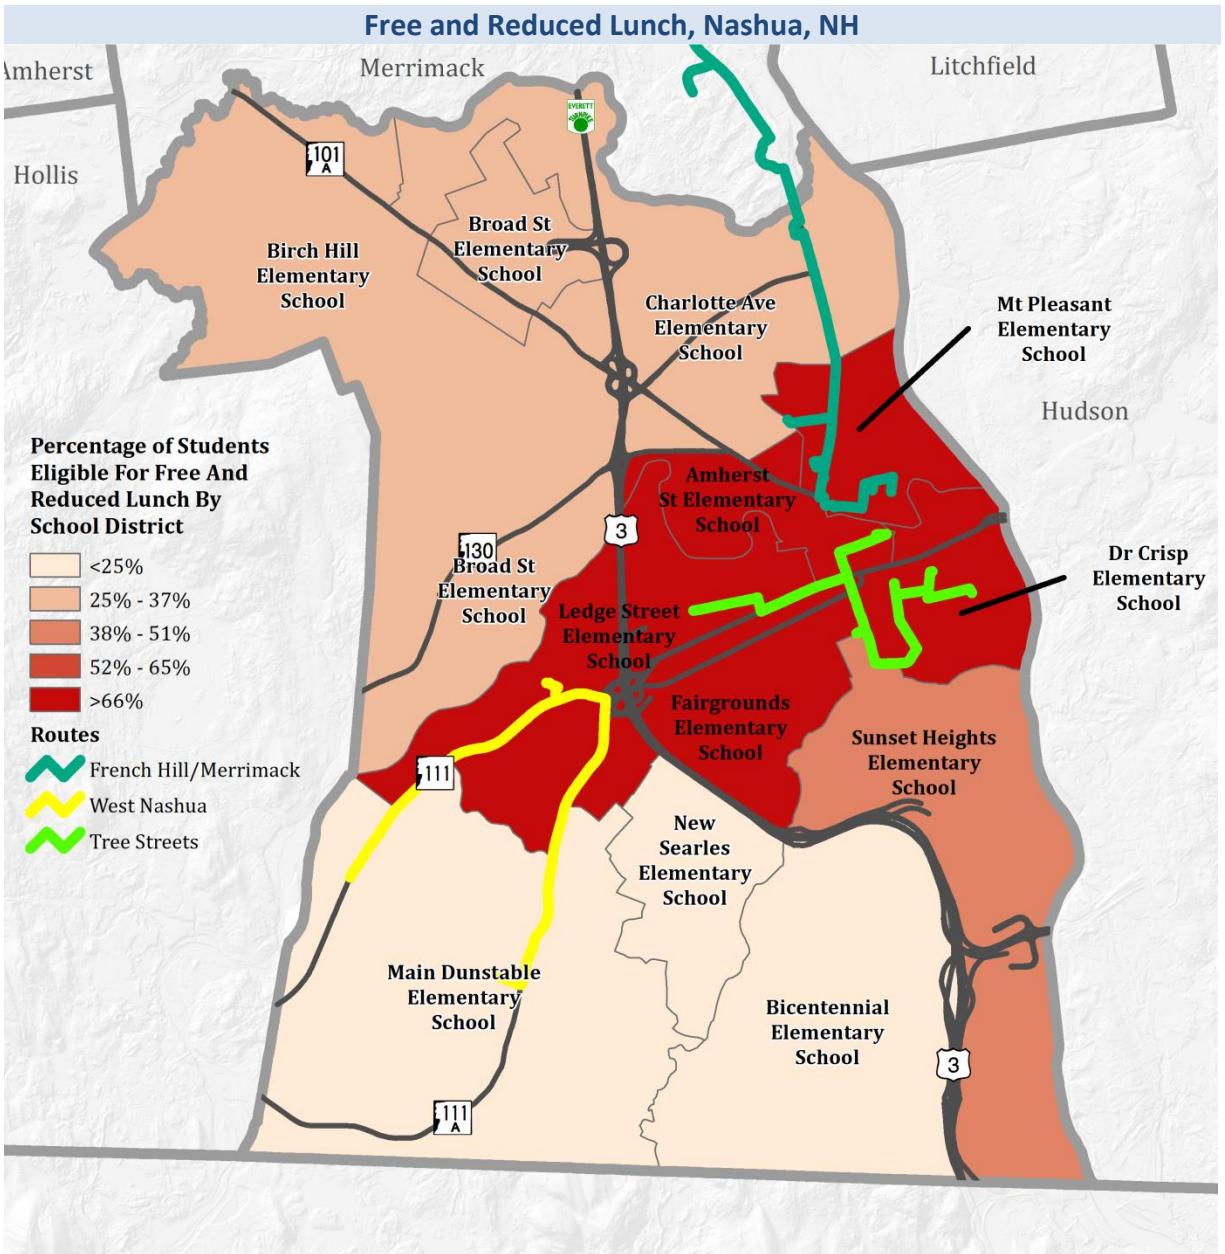 Free and Reduced Lunch, Nashua, NH
Amherst
Merrimack
Litchfield
Hollis
EVERETT
TURNPIKE
101
A
Broad St
Elementary
School
Birch Hill
Elementary
School
Charlotte Ave
Elementary
School
Mt Pleasant
Elementary
School
Hudson
Percentage of Students
Eligible For Free And
Reduced Lunch By
School District
<25%
25% - 37%
38% - 51%
52% - 65%
>66%
Routes
French Hill/Merrimack
West Nashua
Tree Streets
Amherst
St Elementary
School
3
130
Broad St
Elementary
School
Dr Crisp
Elementary
School
Ledge Street
Elementary
School
Fairgrounds
Elementary
School
Sunset Heights
Elementary
School
111
New
Searles
Elementary
School
Main Dunstable
Elementary
School
Bicentennial
Elementary
School
3
111
A